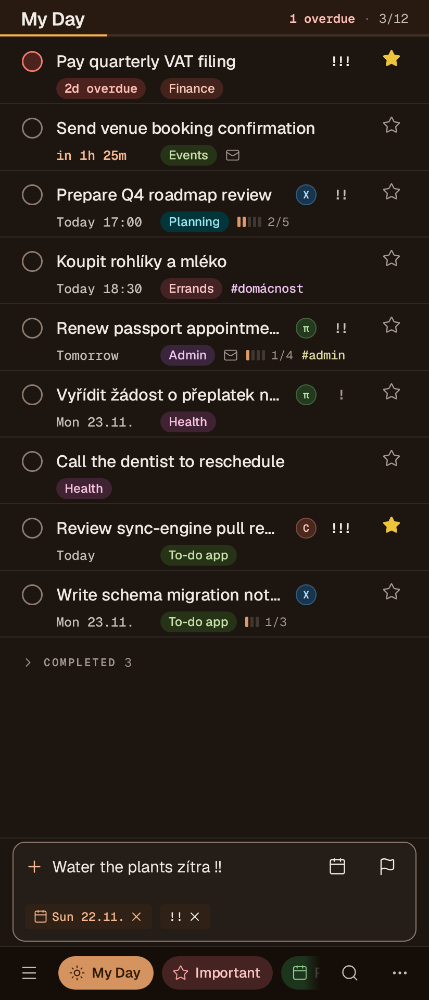 My Day 1 overdue · 3/12
Pay quarterly VAT filing !!!
2d overdue Finance
Send venue booking confirmation
in 1h 25m Events
Prepare Q4 roadmap review X !!
Today 17:00 Planning 2/5
Koupit rohlíky a mléko
Today 18:30 Errands #domácnost
Renew passport appointme… π !!
Tomorrow Admin 1/4 #admin
Vyřídit žádost o přeplatek n… π !
Mon 23.11. Health
Call the dentist to reschedule
Health
Review sync-engine pull re… C !!!
Today To-do app
Write schema migration not… X
Mon 23.11. To-do app 1/3
COMPLETED 3
Water the plants zítra !!
Sun 22.11. × !! ×
My Day Important